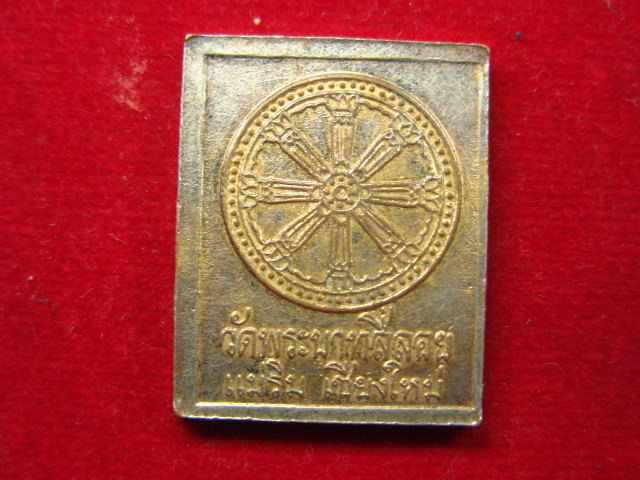 วัดพระบาทสี่รอย
แมริม เชียงใหม่